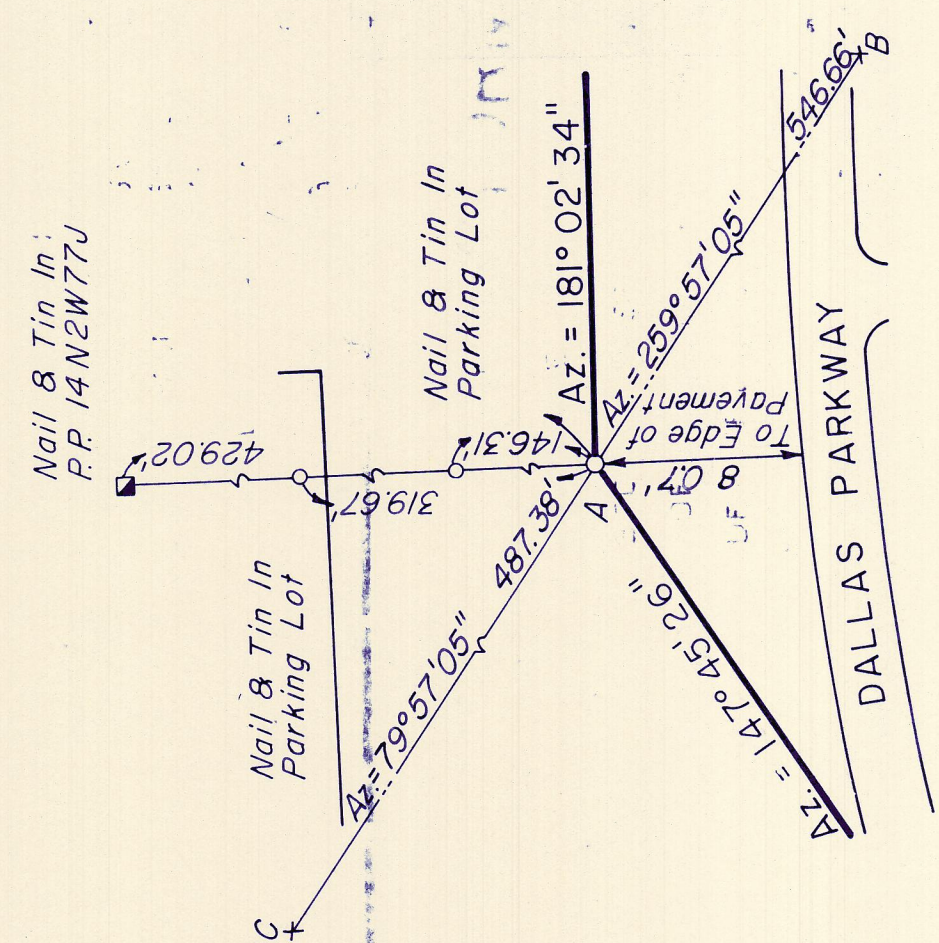 Nail & Tin In
P.P. 14N2W77J
429.02'
319.67'
Nail & Tin In
Parking Lot
Nail & Tin In
Parking Lot
146.31'
Az. = 181° 02' 34"
Az. = 259° 57' 05"
546.66'
B
A
487.38'
Az. = 79° 57' 05"
C
8.07'
To Edge of
Pavement
Az. = 147° 45' 26"
DALLAS PARKWAY